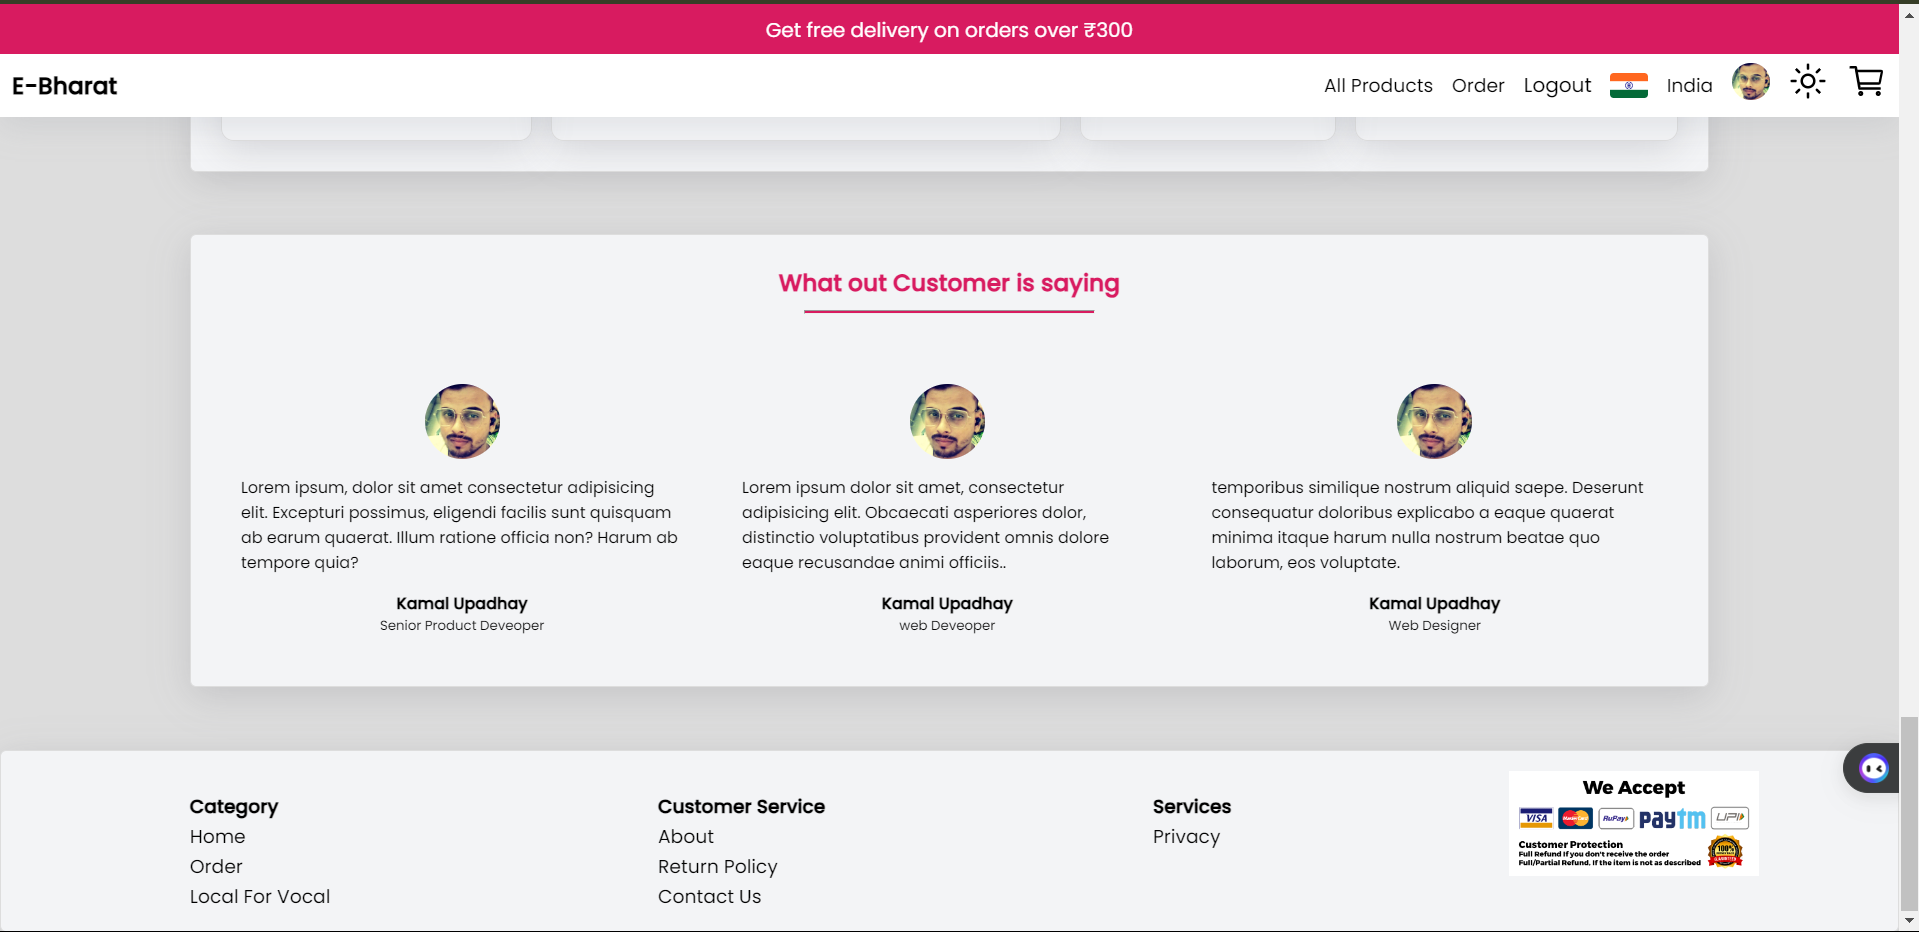 Get free delivery on orders over ₹300
E-Bharat
All Products Order Logout India
What out Customer is saying
Lorem ipsum, dolor sit amet consectetur adipisicing
elit. Excepturi possimus, eligendi facilis sunt quisquam
ab earum quaerat. Illum ratione officia non? Harum ab
tempore quia?
Kamal Upadhay
Senior Product Deveoper
Lorem ipsum dolor sit amet, consectetur
adipisicing elit. Obcaecati asperiores dolor,
distinctio voluptatibus provident omnis dolore
eaque recusandae animi officiis..
Kamal Upadhay
web Deveoper
temporibus similique nostrum aliquid saepe. Deserunt
consequatur doloribus explicabo a eaque quaerat
minima itaque harum nulla nostrum beatae quo
laborum, eos voluptate.
Kamal Upadhay
Web Designer
Category
Home
Order
Local For Vocal
Customer Service
About
Return Policy
Contact Us
Services
Privacy
We Accept
VISA MasterCard RuPay paytm UPI
Customer Protection
Full Refund if you don't receive the order
Full/Partial Refund, if the item is not as described
100%